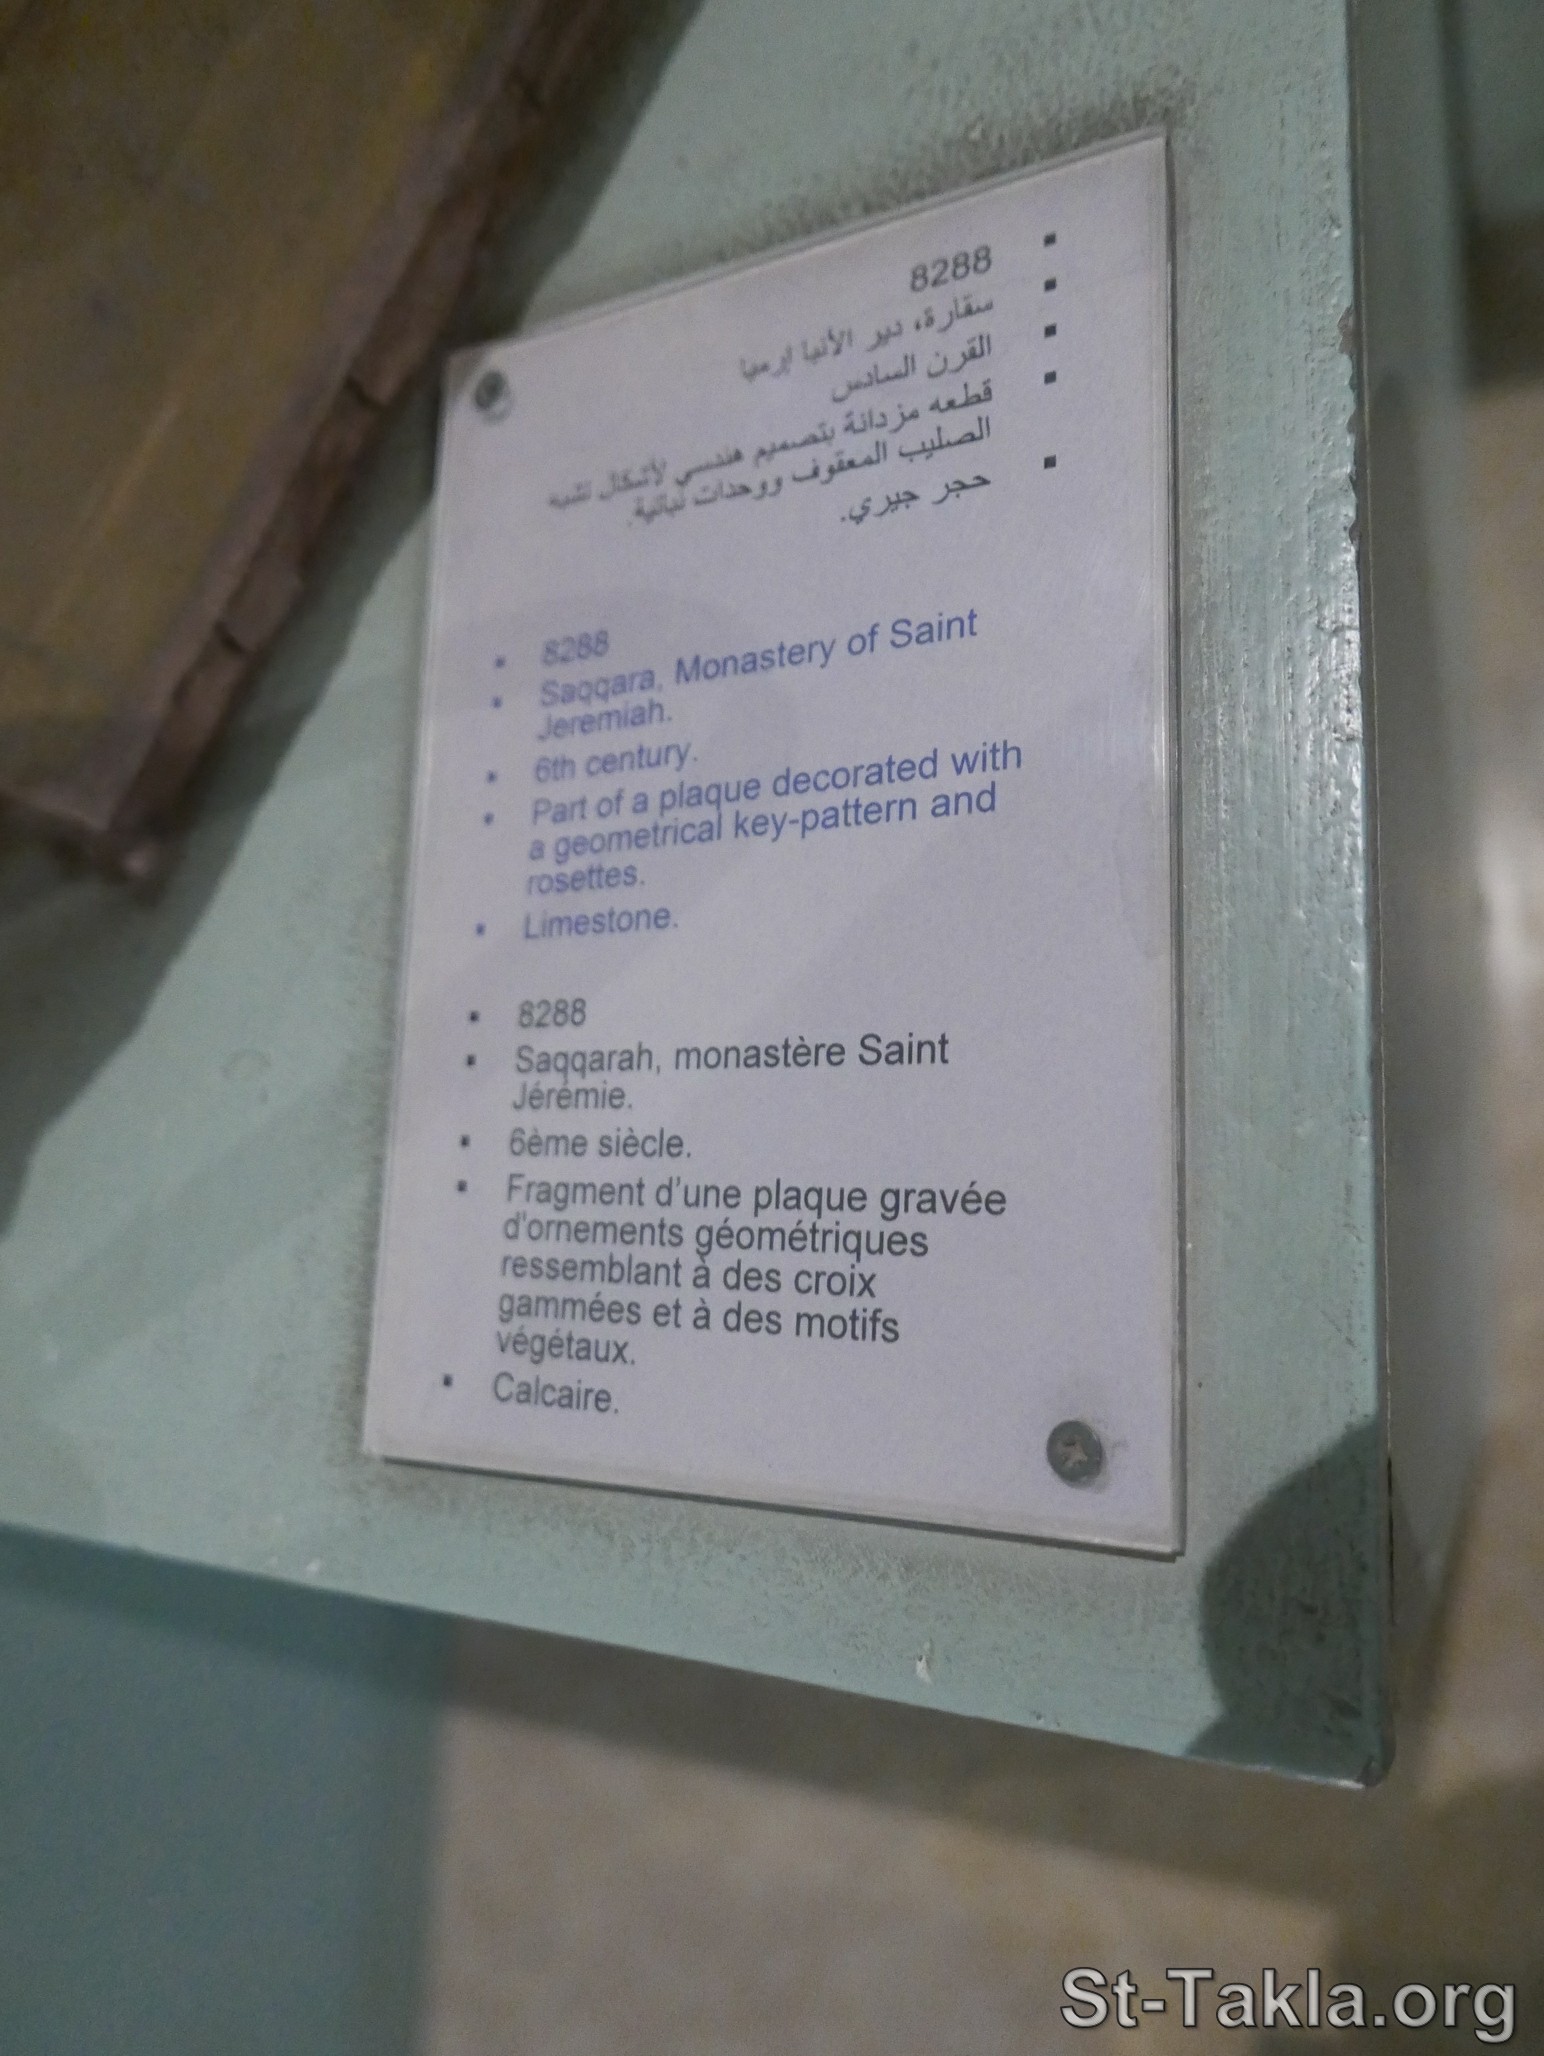 ▪ 8288
▪ سقارة، دير الأنبا إرميا
▪ القرن السادس
▪ قطعه مزدانة بتصميم هندسي لأشكال تشبه
الصليب المعقوف ووحدات نباتية.
▪ حجر جيري.
▪ 8288
▪ Saqqara, Monastery of Saint
Jeremiah.
▪ 6th century.
▪ Part of a plaque decorated with
a geometrical key-pattern and
rosettes.
▪ Limestone.
▪ 8288
▪ Saqqarah, monastère Saint
Jérémie.
▪ 6ème siècle.
▪ Fragment d'une plaque gravée
d'ornements géométriques
ressemblant à des croix
gammées et à des motifs
végétaux.
▪ Calcaire.
St-Takla.org